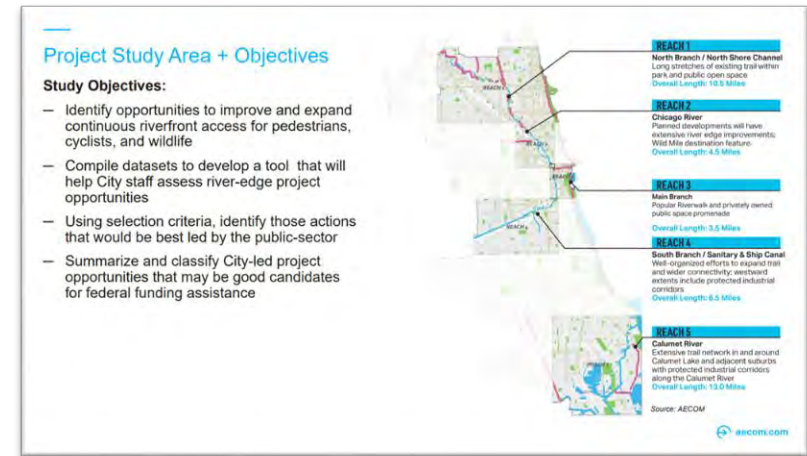 Project Study Area + Objectives
Study Objectives:
— Identify opportunities to improve and expand
continuous riverfront access for pedestrians,
cyclists, and wildlife
— Compile datasets to develop a tool that will
help City staff assess river-edge project
opportunities
— Using selection criteria, identify those actions
that would be best led by the public-sector
— Summarize and classify City-led project
opportunities that may be good candidates
for federal funding assistance
REACH 1
North Branch / North Shore Channel
Long stretches of existing trail within
park and public open space
Overall Length: 10.5 Miles
REACH 2
Chicago River
Planned developments will have
extensive river edge improvements;
Wild Mile destination feature
Overall Length: 4.5 Miles
REACH 3
Main Branch
Popular Riverwalk and privately owned
public space promenade
Overall Length: 3.5 Miles
REACH 4
South Branch / Sanitary & Ship Canal
Well-organized efforts to expand trail
and wider connectivity; westward
extents include protected industrial
corridors
Overall Length: 6.5 Miles
REACH 5
Calumet River
Extensive trail network in and around
Calumet Lake and adjacent suburbs
with protected industrial corridors
along the Calumet River
Overall Length: 13.0 Miles
Source: AECOM
aecom.com